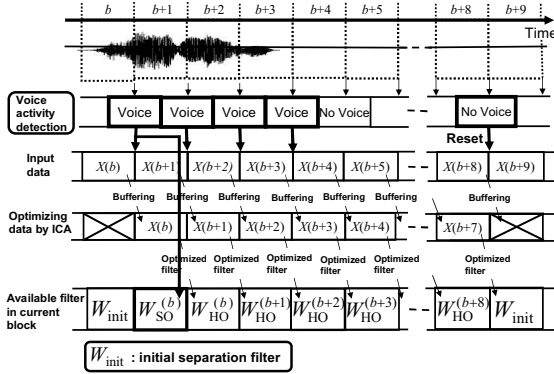 b b+1 b+2 b+3 b+4 b+5 b+8 b+9
Time
Voice activity detection
Voice Voice Voice Voice No Voice No Voice
Reset
Input data
X(b) X(b+1) X(b+2) X(b+3) X(b+4) X(b+5) X(b+8) X(b+9)
Buffering Buffering Buffering Buffering Buffering Buffering
Optimizing data by ICA
X(b) X(b+1) X(b+2) X(b+3) X(b+4) X(b+7)
Optimized filter Optimized filter Optimized filter Optimized filter Optimized filter
Available filter in current block
W_init W_SO^(b) W_HO^(b) W_HO^(b+1) W_HO^(b+2) W_HO^(b+3) W_HO^(b+8) W_init
W_init : initial separation filter